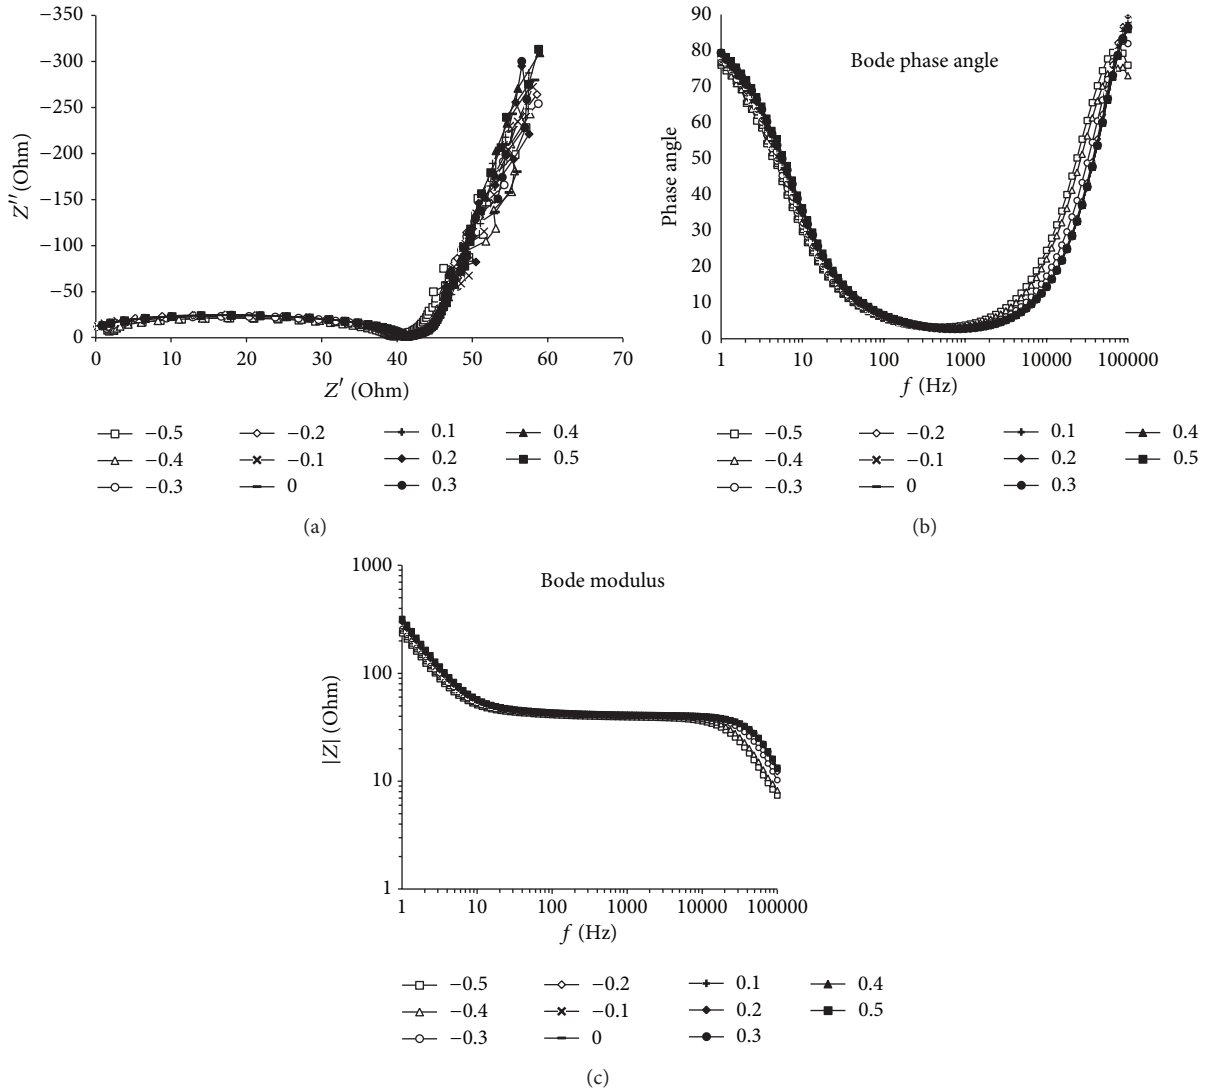 −350
−300
−250
−200
−150
−100
−50
0
Z′′ (Ohm)
0 10 20 30 40 50 60 70
Z′ (Ohm)
−0.5 −0.2 0.1 0.4
−0.4 −0.1 0.2 0.5
−0.3 0 0.3
(a)
90
80
70
60
50
40
30
20
10
0
Phase angle
Bode phase angle
1 10 100 1000 10000 100000
f (Hz)
−0.5 −0.2 0.1 0.4
−0.4 −0.1 0.2 0.5
−0.3 0 0.3
(b)
1000
100
10
1
|Z| (Ohm)
Bode modulus
1 10 100 1000 10000 100000
f (Hz)
−0.5 −0.2 0.1 0.4
−0.4 −0.1 0.2 0.5
−0.3 0 0.3
(c)